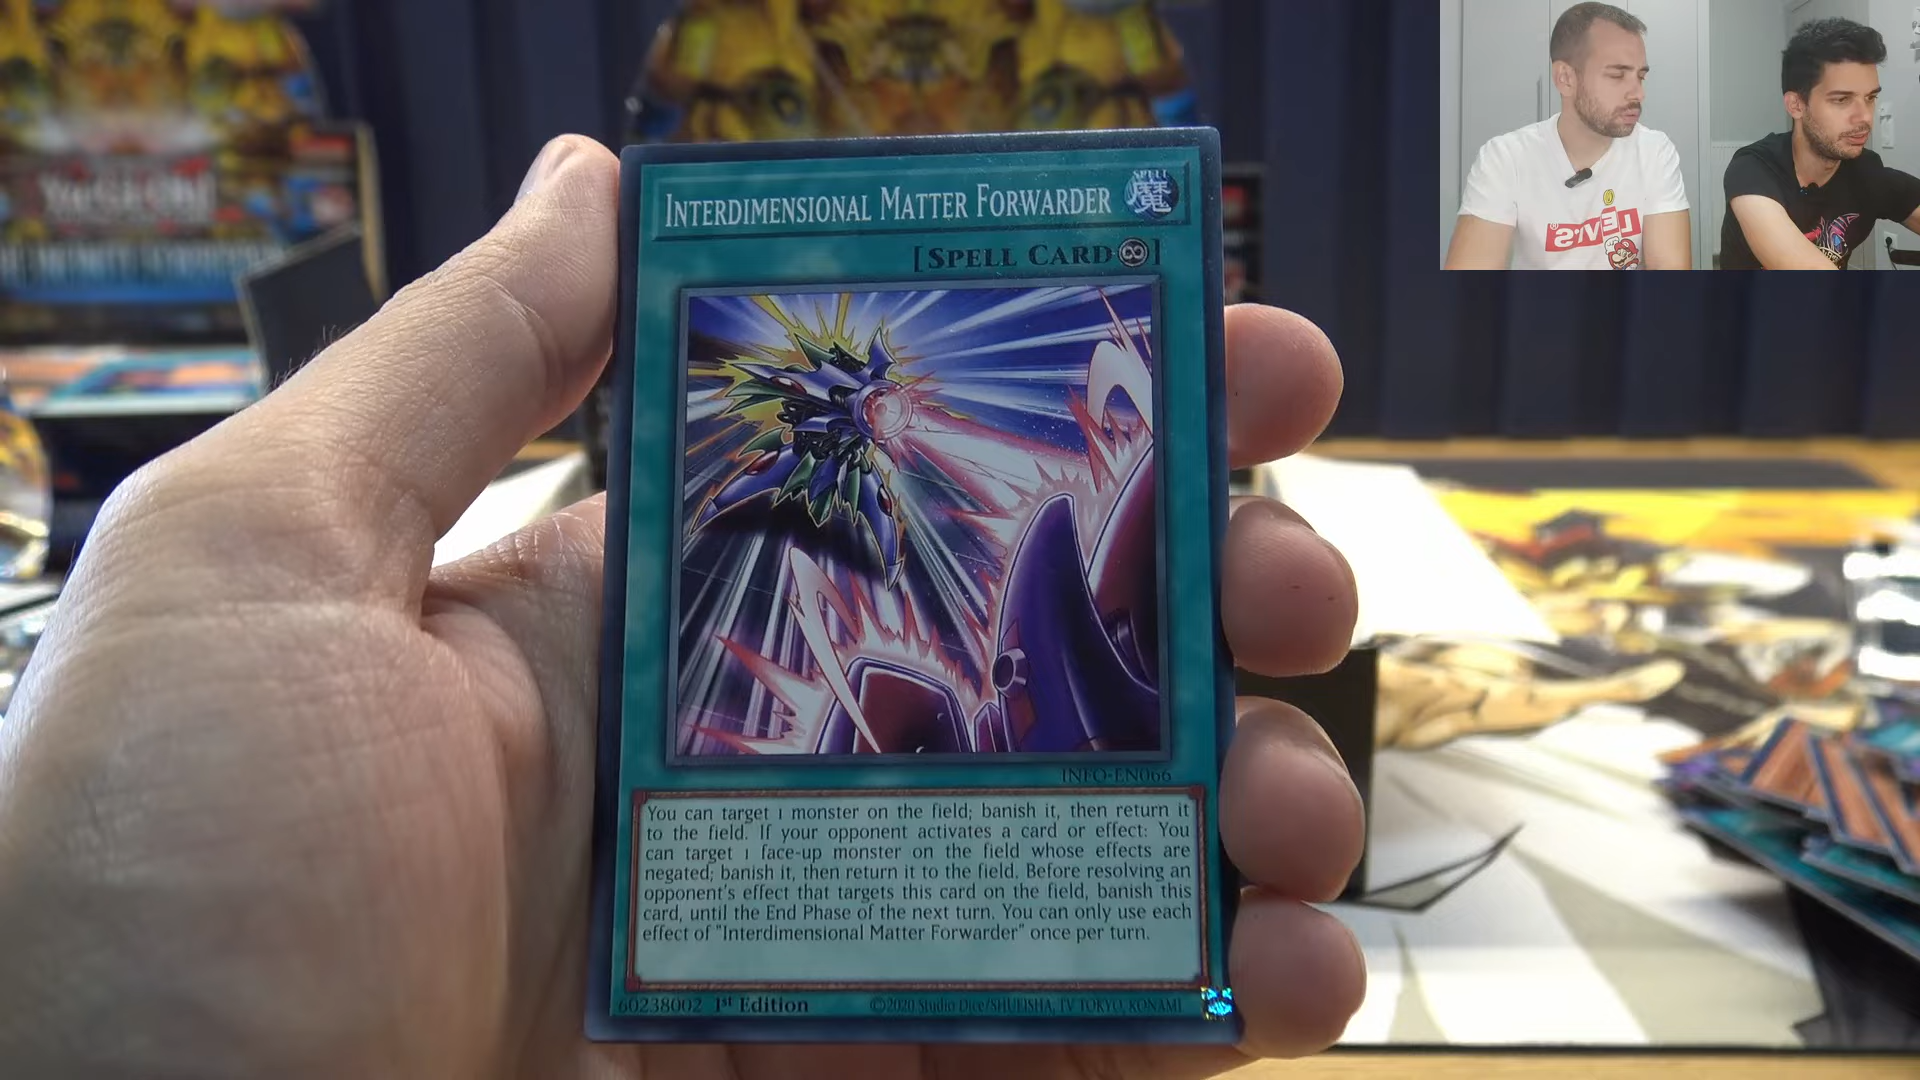 INTERDIMENSIONAL MATTER FORWARDER
SPELL
魔
[SPELL CARD ]
INFO-EN066
You can target 1 monster on the field; banish it, then return it
to the field. If your opponent activates a card or effect: You
can target 1 face-up monster on the field whose effects are
negated; banish it, then return it to the field. Before resolving an
opponent's effect that targets this card on the field, banish this
card, until the End Phase of the next turn. You can only use each
effect of "Interdimensional Matter Forwarder" once per turn.
60238002 1st Edition ©2020 Studio Dice/SHUEISHA, TV TOKYO, KONAMI
LEVI'S®
Yu-Gi-Oh!